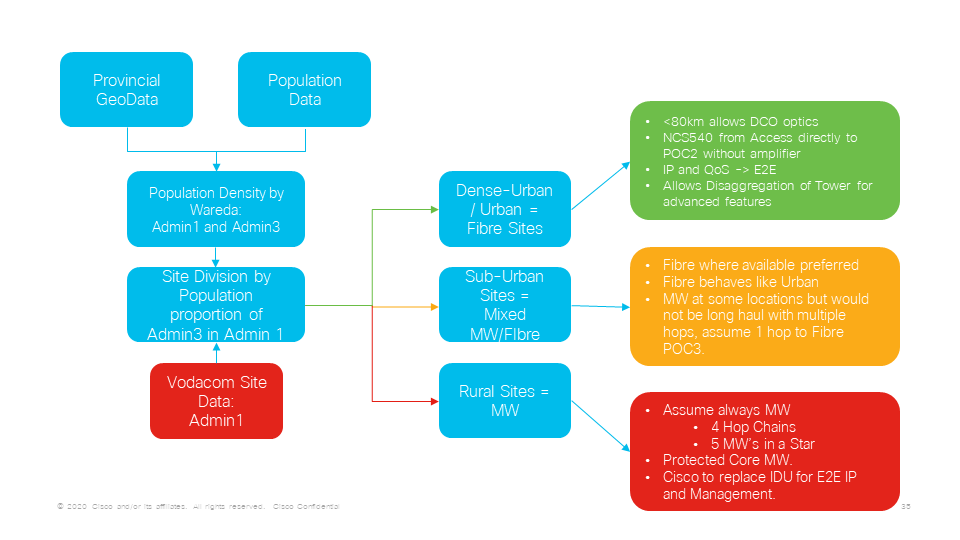 Provincial
GeoData
Population
Data
Population Density by
Wareda:
Admin1 and Admin3
Site Division by
Population
proportion of
Admin3 in Admin 1
Vodacom Site
Data:
Admin1
Dense-Urban
/ Urban =
Fibre Sites
Sub-Urban
Sites =
Mixed
MW/FIbre
Rural Sites =
MW
• <80km allows DCO optics
• NCS540 from Access directly to
POC2 without amplifier
• IP and QoS -> E2E
• Allows Disaggregation of Tower for
advanced features
• Fibre where available preferred
• Fibre behaves like Urban
• MW at some locations but would
not be long haul with multiple
hops, assume 1 hop to Fibre
POC3.
• Assume always MW
• 4 Hop Chains
• 5 MW's in a Star
• Protected Core MW.
• Cisco to replace IDU for E2E IP
and Management.
© 2020 Cisco and/or its affiliates. All rights reserved. Cisco Confidential
35